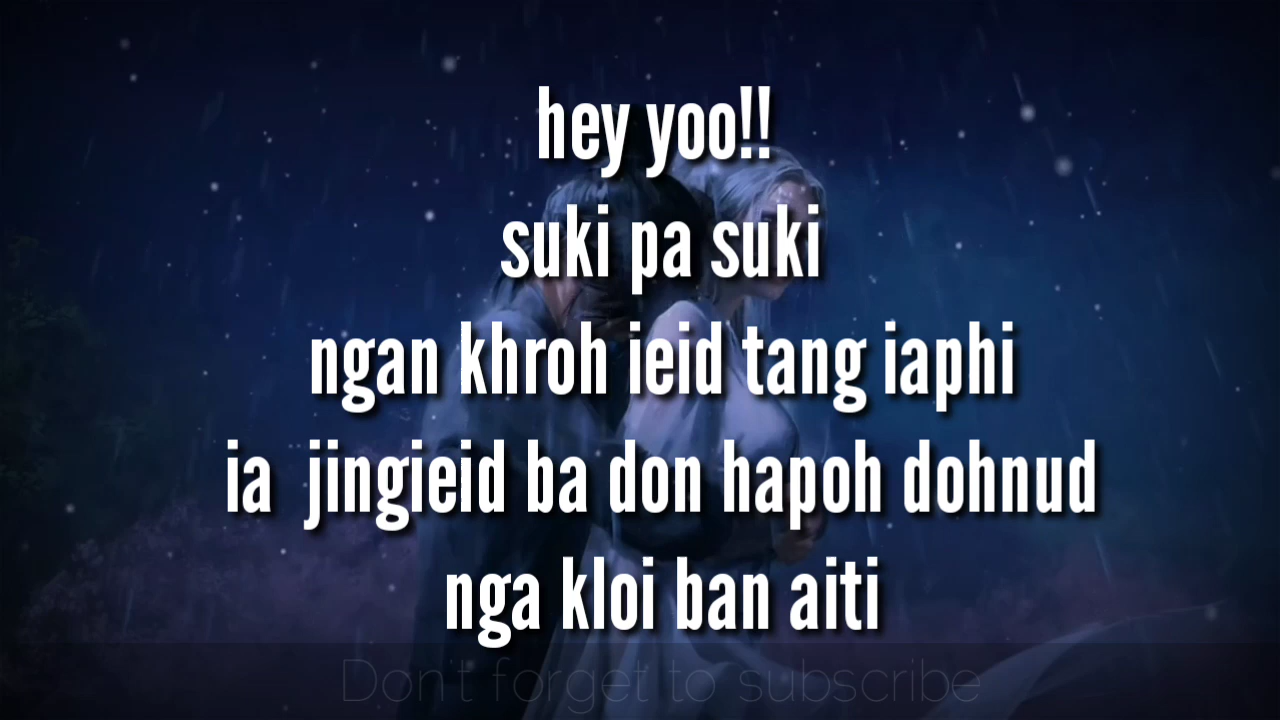 hey yoo!!
suki pa suki
ngan khroh ieid tang iaphi
ia jingieid ba don hapoh dohnud
nga kloi ban aiti
Don't forget to subscribe